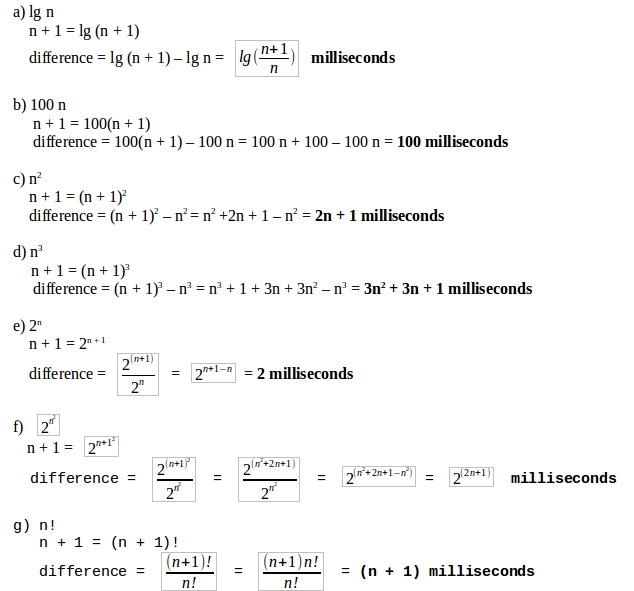 a) lg n
n + 1 = lg (n + 1)
difference = lg (n + 1) – lg n = lg((n+1)/n) milliseconds
b) 100 n
n + 1 = 100(n + 1)
difference = 100(n + 1) – 100 n = 100 n + 100 – 100 n = 100 milliseconds
c) n²
n + 1 = (n + 1)²
difference = (n + 1)² – n² = n² +2n + 1 – n² = 2n + 1 milliseconds
d) n³
n + 1 = (n + 1)³
difference = (n + 1)³ – n³ = n³ + 1 + 3n + 3n² – n³ = 3n² + 3n + 1 milliseconds
e) 2ⁿ
n + 1 = 2^(n + 1)
difference = 2^(n+1) / 2^n = 2^(n+1−n) = 2 milliseconds
f) 2^(n²)
n + 1 = 2^(n+1²)
difference = 2^((n+1)²) / 2^(n²) = 2^(n²+2n+1) / 2^(n²) = 2^(n²+2n+1−n²) = 2^(2n+1) milliseconds
g) n!
n + 1 = (n + 1)!
difference = (n+1)! / n! = (n+1)n! / n! = (n + 1) milliseconds